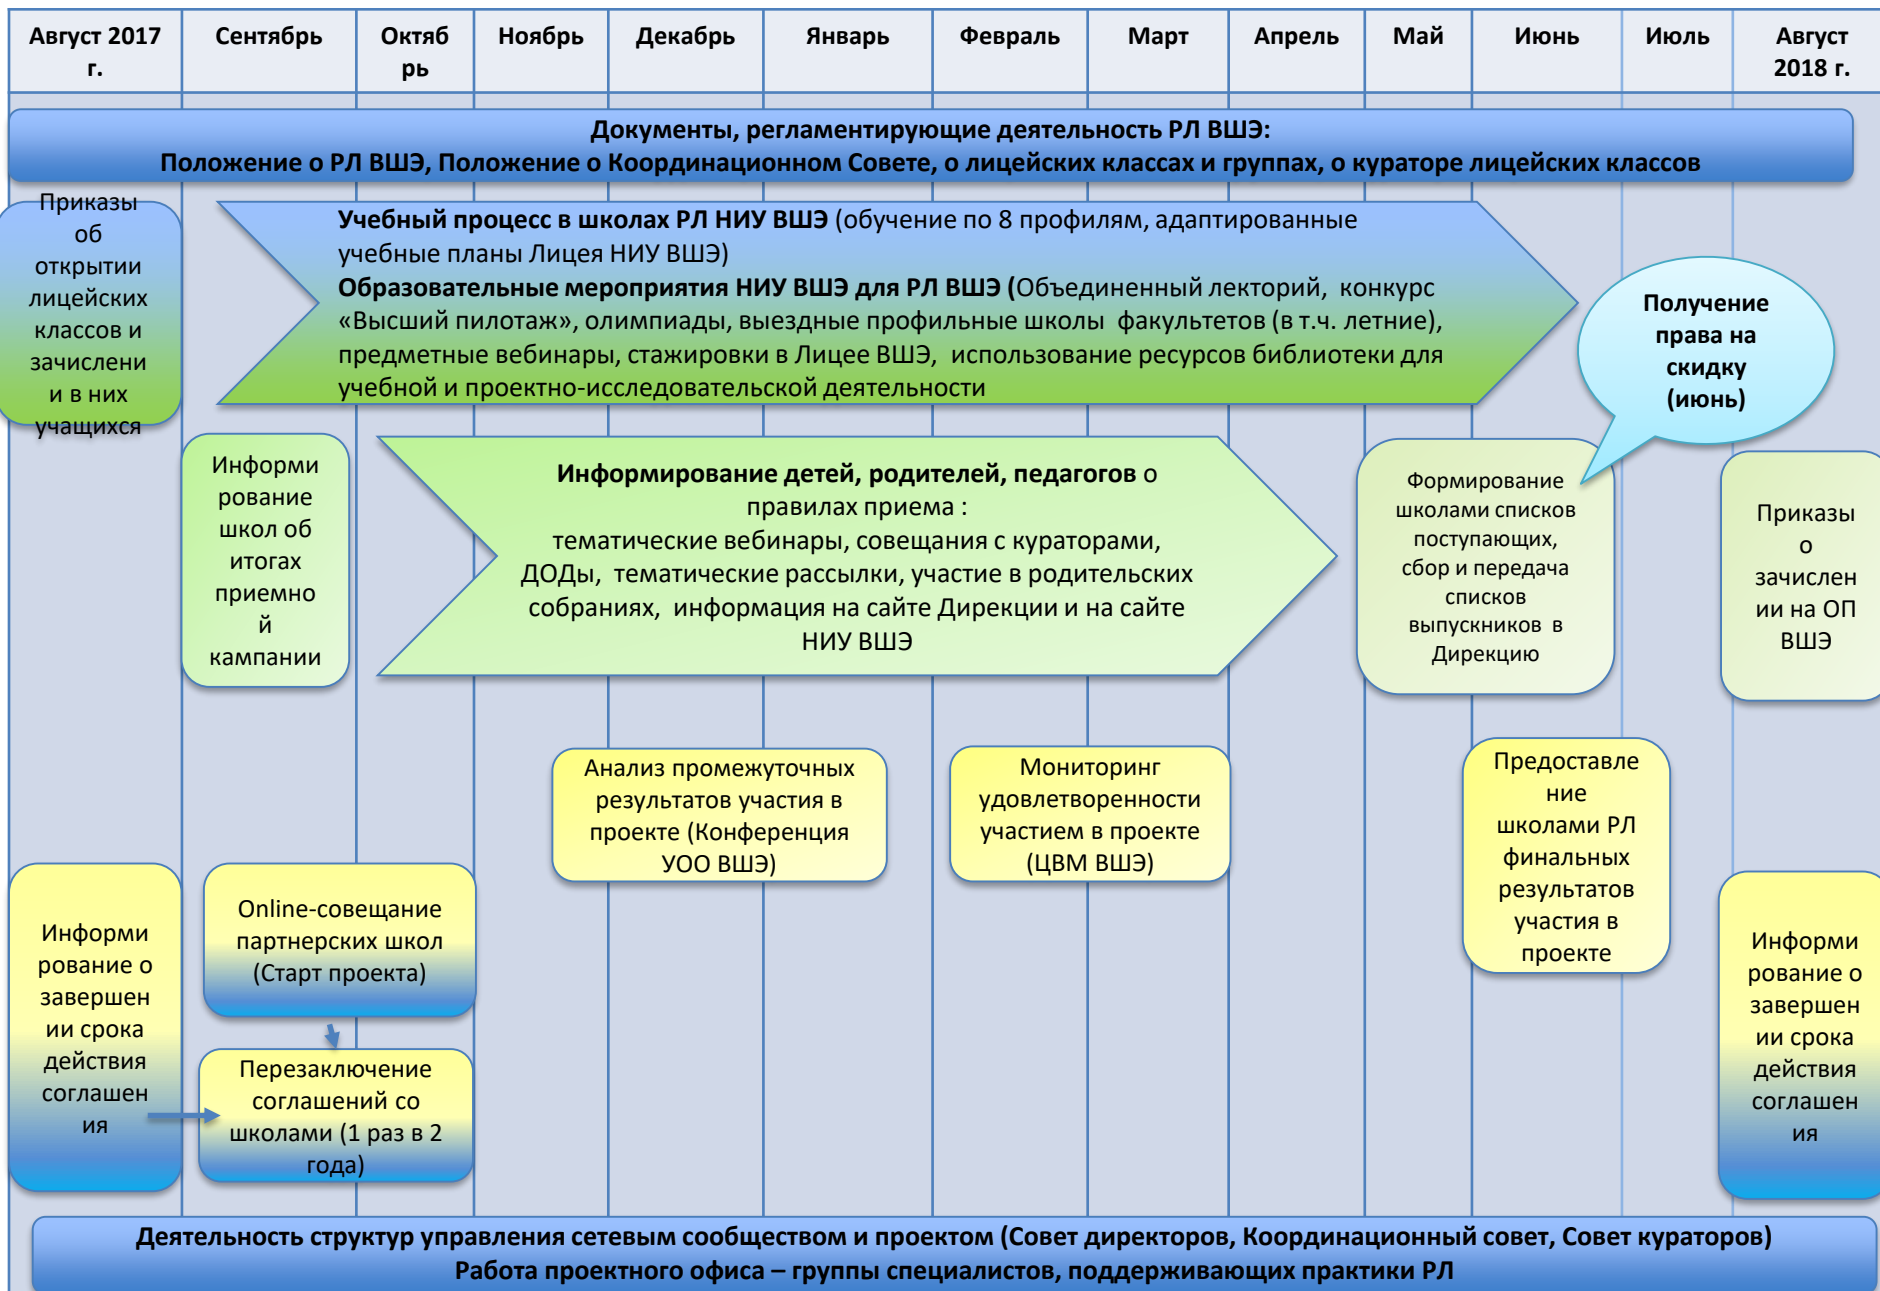 Август 2017
г.
Сентябрь
Октяб
рь
Ноябрь
Декабрь
Январь
Февраль
Март
Апрель
Май
Июнь
Июль
Август
2018 г.
Документы, регламентирующие деятельность РЛ ВШЭ:
Положение о РЛ ВШЭ, Положение о Координационном Совете, о лицейских классах и группах, о кураторе лицейских классов
Приказы
об
открытии
лицейских
классов и
зачислени
и в них
учащихся
Учебный процесс в школах РЛ НИУ ВШЭ (обучение по 8 профилям, адаптированные
учебные планы Лицея НИУ ВШЭ)
Образовательные мероприятия НИУ ВШЭ для РЛ ВШЭ (Объединенный лекторий, конкурс
«Высший пилотаж», олимпиады, выездные профильные школы факультетов (в т.ч. летние),
предметные вебинары, стажировки в Лицее ВШЭ, использование ресурсов библиотеки для
учебной и проектно-исследовательской деятельности
Получение
права на
скидку
(июнь)
Информи
рование
школ об
итогах
приемно
й
кампании
Информирование детей, родителей, педагогов о
правилах приема :
тематические вебинары, совещания с кураторами,
ДОДы, тематические рассылки, участие в родительских
собраниях, информация на сайте Дирекции и на сайте
НИУ ВШЭ
Формирование
школами списков
поступающих,
сбор и передача
списков
выпускников в
Дирекцию
Приказы
о
зачислен
ии на ОП
ВШЭ
Анализ промежуточных
результатов участия в
проекте (Конференция
УОО ВШЭ)
Мониторинг
удовлетворенности
участием в проекте
(ЦВМ ВШЭ)
Предоставле
ние
школами РЛ
финальных
результатов
участия в
проекте
Информи
рование о
завершен
ии срока
действия
соглашен
ия
Online-совещание
партнерских школ
(Старт проекта)
Перезаключение
соглашений со
школами (1 раз в 2
года)
Информи
рование о
завершен
ии срока
действия
соглашен
ия
Деятельность структур управления сетевым сообществом и проектом (Совет директоров, Координационный совет, Совет кураторов)
Работа проектного офиса – группы специалистов, поддерживающих практики РЛ